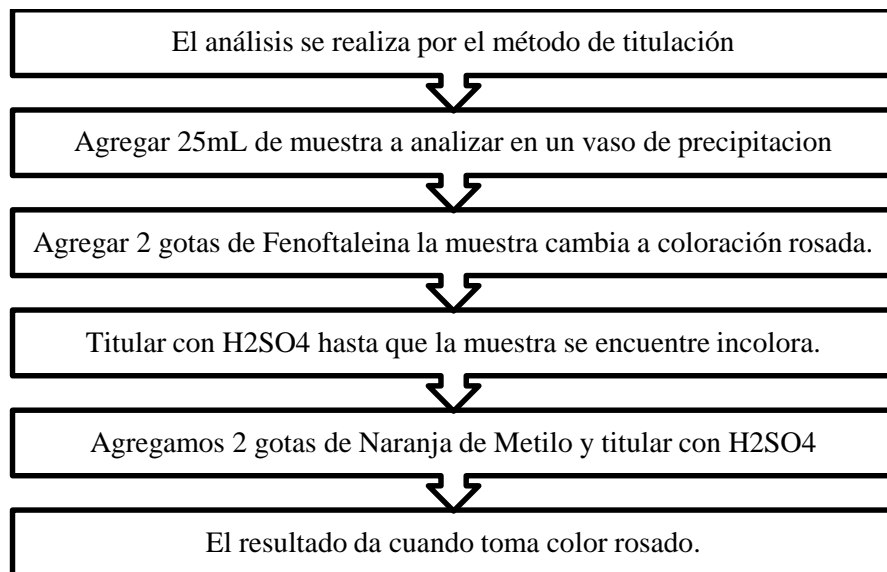 El análisis se realiza por el método de titulación
Agregar 25mL de muestra a analizar en un vaso de precipitacion
Agregar 2 gotas de Fenoftaleina la muestra cambia a coloración rosada.
Titular con H2SO4 hasta que la muestra se encuentre incolora.
Agregamos 2 gotas de Naranja de Metilo y titular con H2SO4
El resultado da cuando toma color rosado.